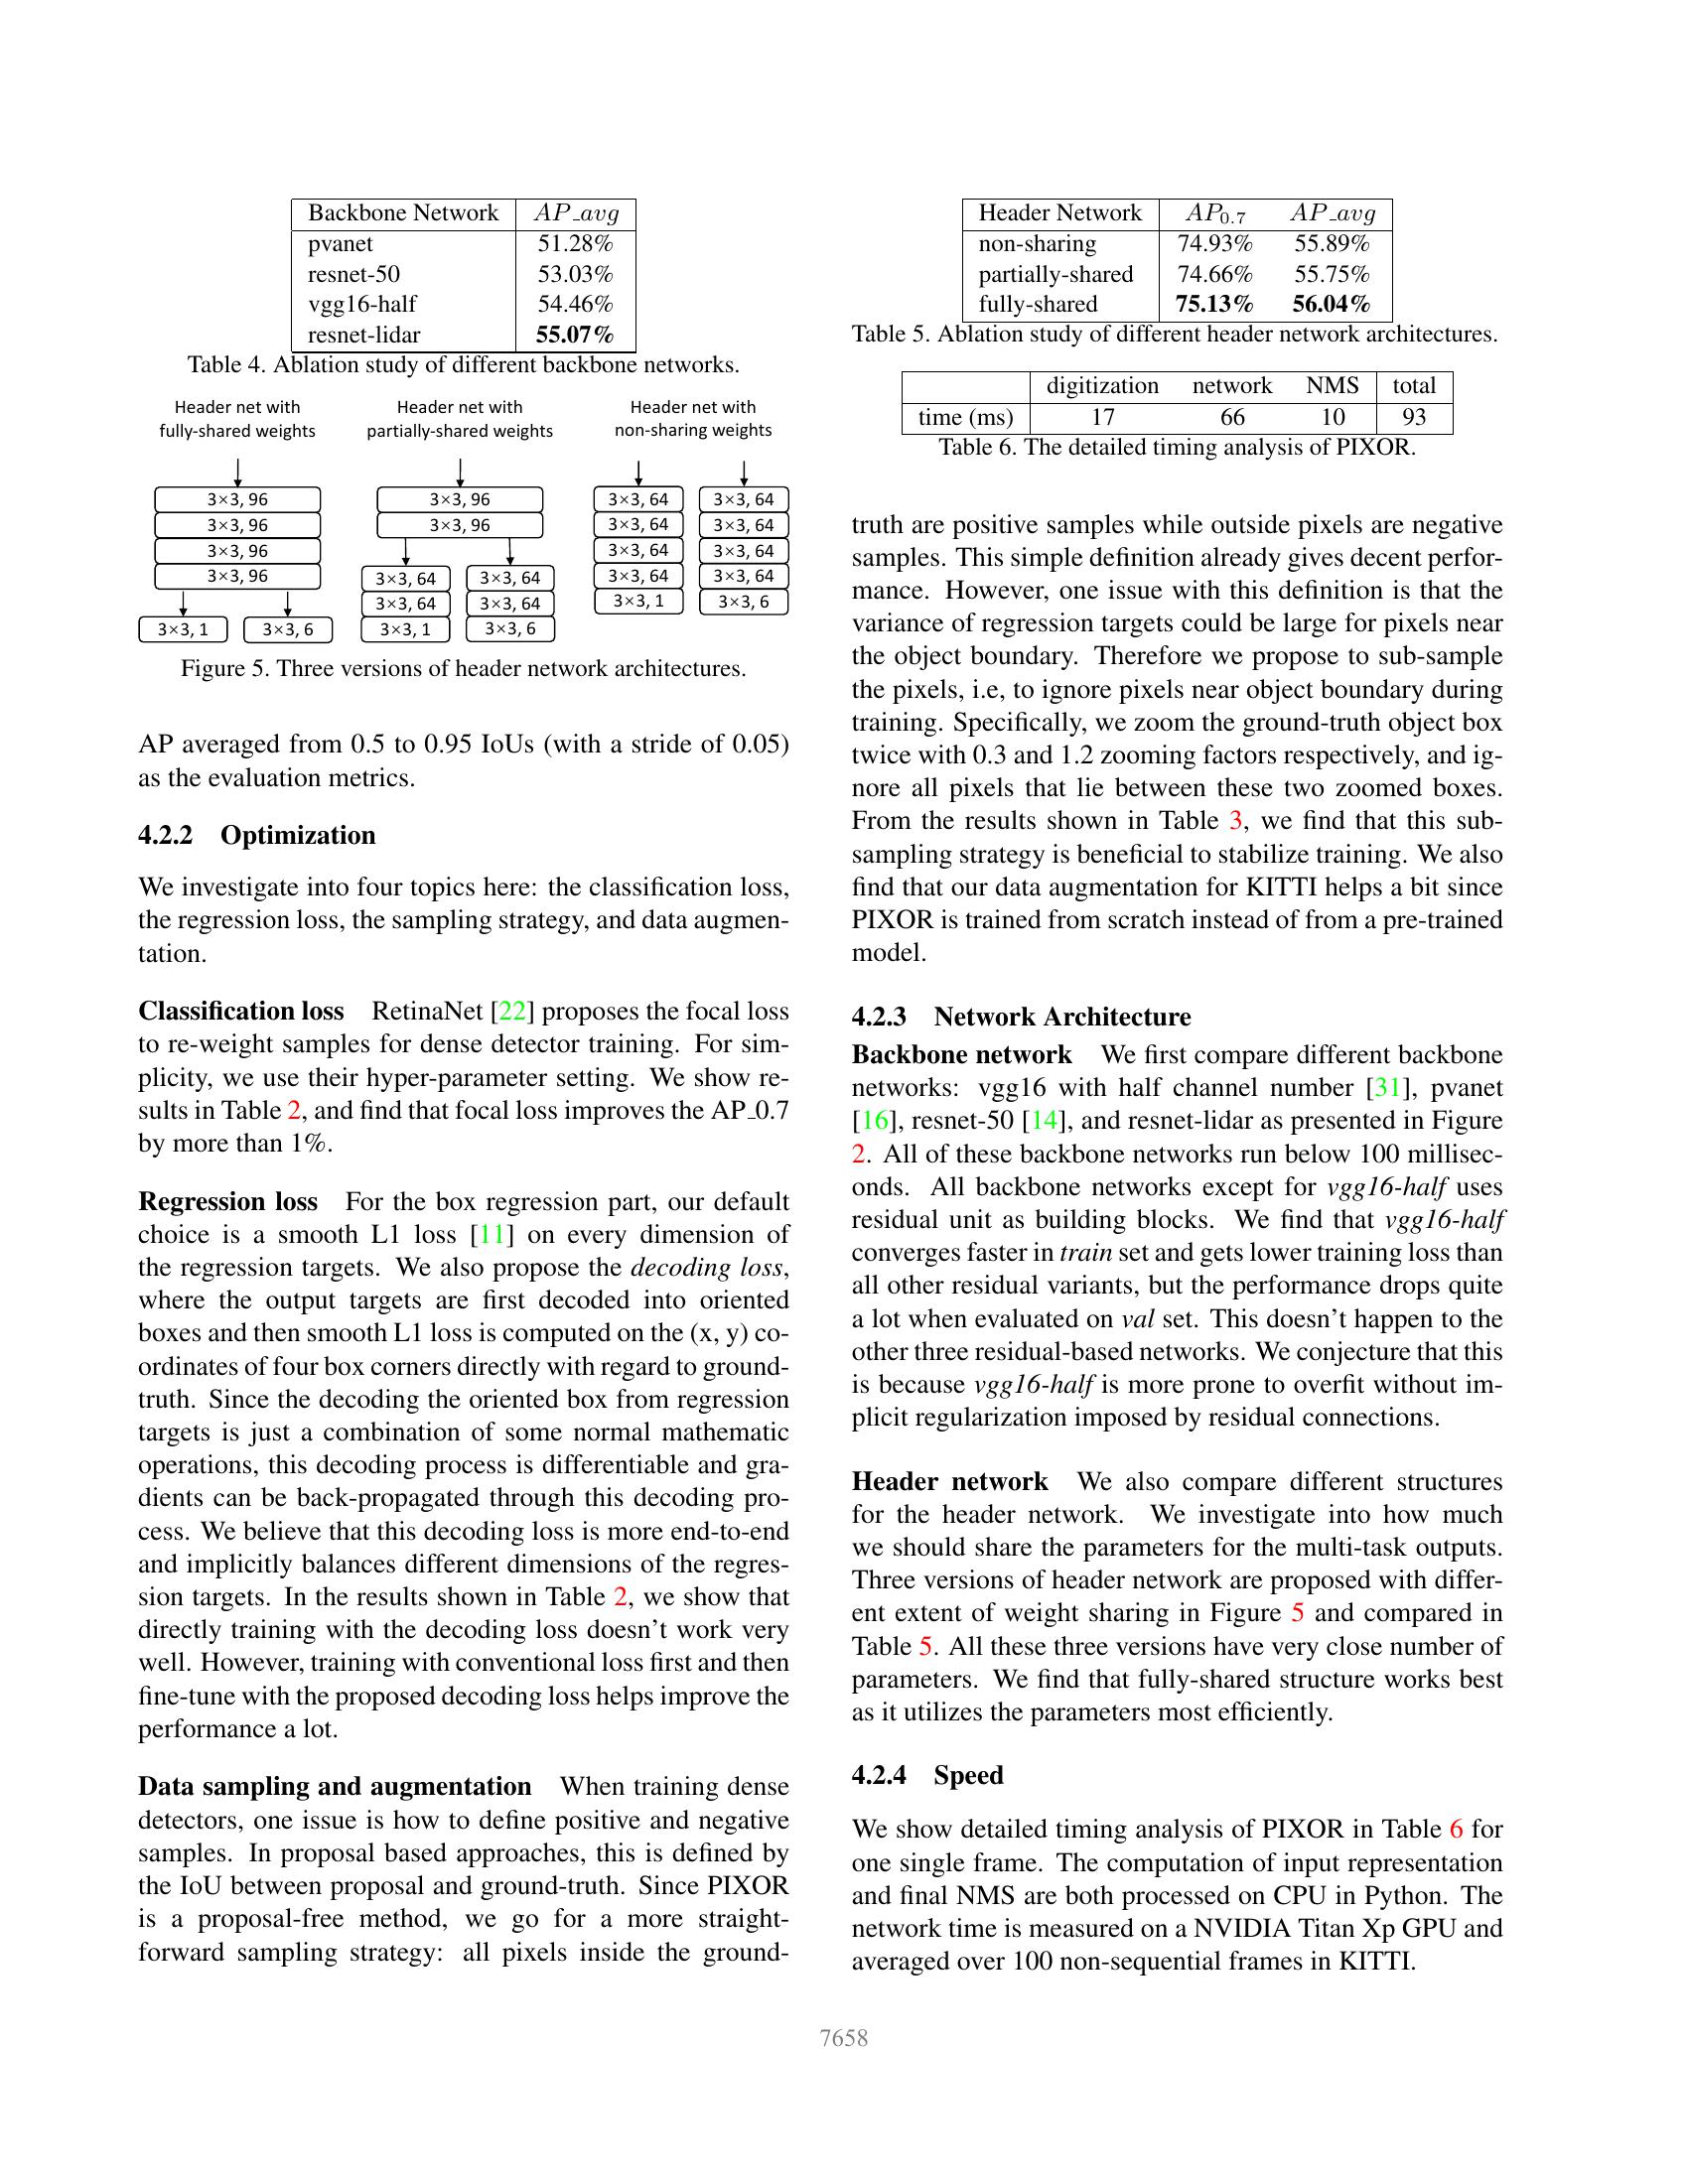 Backbone Network AP_avg
pvanet 51.28%
resnet-50 53.03%
vgg16-half 54.46%
resnet-lidar 55.07%
Table 4. Ablation study of different backbone networks.
Header net with
fully-shared weights
3×3, 96
3×3, 96
3×3, 96
3×3, 96
3×3, 1 3×3, 6
Header net with
partially-shared weights
3×3, 96
3×3, 96
3×3, 64 3×3, 64
3×3, 64 3×3, 64
3×3, 1 3×3, 6
Header net with
non-sharing weights
3×3, 64 3×3, 64
3×3, 64 3×3, 64
3×3, 64 3×3, 64
3×3, 64 3×3, 64
3×3, 1 3×3, 6
Figure 5. Three versions of header network architectures.
AP averaged from 0.5 to 0.95 IoUs (with a stride of 0.05)
as the evaluation metrics.
4.2.2 Optimization
We investigate into four topics here: the classification loss,
the regression loss, the sampling strategy, and data augmen-
tation.
Classification loss RetinaNet [22] proposes the focal loss
to re-weight samples for dense detector training. For sim-
plicity, we use their hyper-parameter setting. We show re-
sults in Table 2, and find that focal loss improves the AP_0.7
by more than 1%.
Regression loss For the box regression part, our default
choice is a smooth L1 loss [11] on every dimension of
the regression targets. We also propose the decoding loss,
where the output targets are first decoded into oriented
boxes and then smooth L1 loss is computed on the (x, y) co-
ordinates of four box corners directly with regard to ground-
truth. Since the decoding the oriented box from regression
targets is just a combination of some normal mathematic
operations, this decoding process is differentiable and gra-
dients can be back-propagated through this decoding pro-
cess. We believe that this decoding loss is more end-to-end
and implicitly balances different dimensions of the regres-
sion targets. In the results shown in Table 2, we show that
directly training with the decoding loss doesn't work very
well. However, training with conventional loss first and then
fine-tune with the proposed decoding loss helps improve the
performance a lot.
Data sampling and augmentation When training dense
detectors, one issue is how to define positive and negative
samples. In proposal based approaches, this is defined by
the IoU between proposal and ground-truth. Since PIXOR
is a proposal-free method, we go for a more straight-
forward sampling strategy: all pixels inside the ground-
Header Network AP0.7 AP_avg
non-sharing 74.93% 55.89%
partially-shared 74.66% 55.75%
fully-shared 75.13% 56.04%
Table 5. Ablation study of different header network architectures.
digitization network NMS total
time (ms) 17 66 10 93
Table 6. The detailed timing analysis of PIXOR.
truth are positive samples while outside pixels are negative
samples. This simple definition already gives decent perfor-
mance. However, one issue with this definition is that the
variance of regression targets could be large for pixels near
the object boundary. Therefore we propose to sub-sample
the pixels, i.e, to ignore pixels near object boundary during
training. Specifically, we zoom the ground-truth object box
twice with 0.3 and 1.2 zooming factors respectively, and ig-
nore all pixels that lie between these two zoomed boxes.
From the results shown in Table 3, we find that this sub-
sampling strategy is beneficial to stabilize training. We also
find that our data augmentation for KITTI helps a bit since
PIXOR is trained from scratch instead of from a pre-trained
model.
4.2.3 Network Architecture
Backbone network We first compare different backbone
networks: vgg16 with half channel number [31], pvanet
[16], resnet-50 [14], and resnet-lidar as presented in Figure
2. All of these backbone networks run below 100 millisec-
onds. All backbone networks except for vgg16-half uses
residual unit as building blocks. We find that vgg16-half
converges faster in train set and gets lower training loss than
all other residual variants, but the performance drops quite
a lot when evaluated on val set. This doesn't happen to the
other three residual-based networks. We conjecture that this
is because vgg16-half is more prone to overfit without im-
plicit regularization imposed by residual connections.
Header network We also compare different structures
for the header network. We investigate into how much
we should share the parameters for the multi-task outputs.
Three versions of header network are proposed with differ-
ent extent of weight sharing in Figure 5 and compared in
Table 5. All these three versions have very close number of
parameters. We find that fully-shared structure works best
as it utilizes the parameters most efficiently.
4.2.4 Speed
We show detailed timing analysis of PIXOR in Table 6 for
one single frame. The computation of input representation
and final NMS are both processed on CPU in Python. The
network time is measured on a NVIDIA Titan Xp GPU and
averaged over 100 non-sequential frames in KITTI.
7658